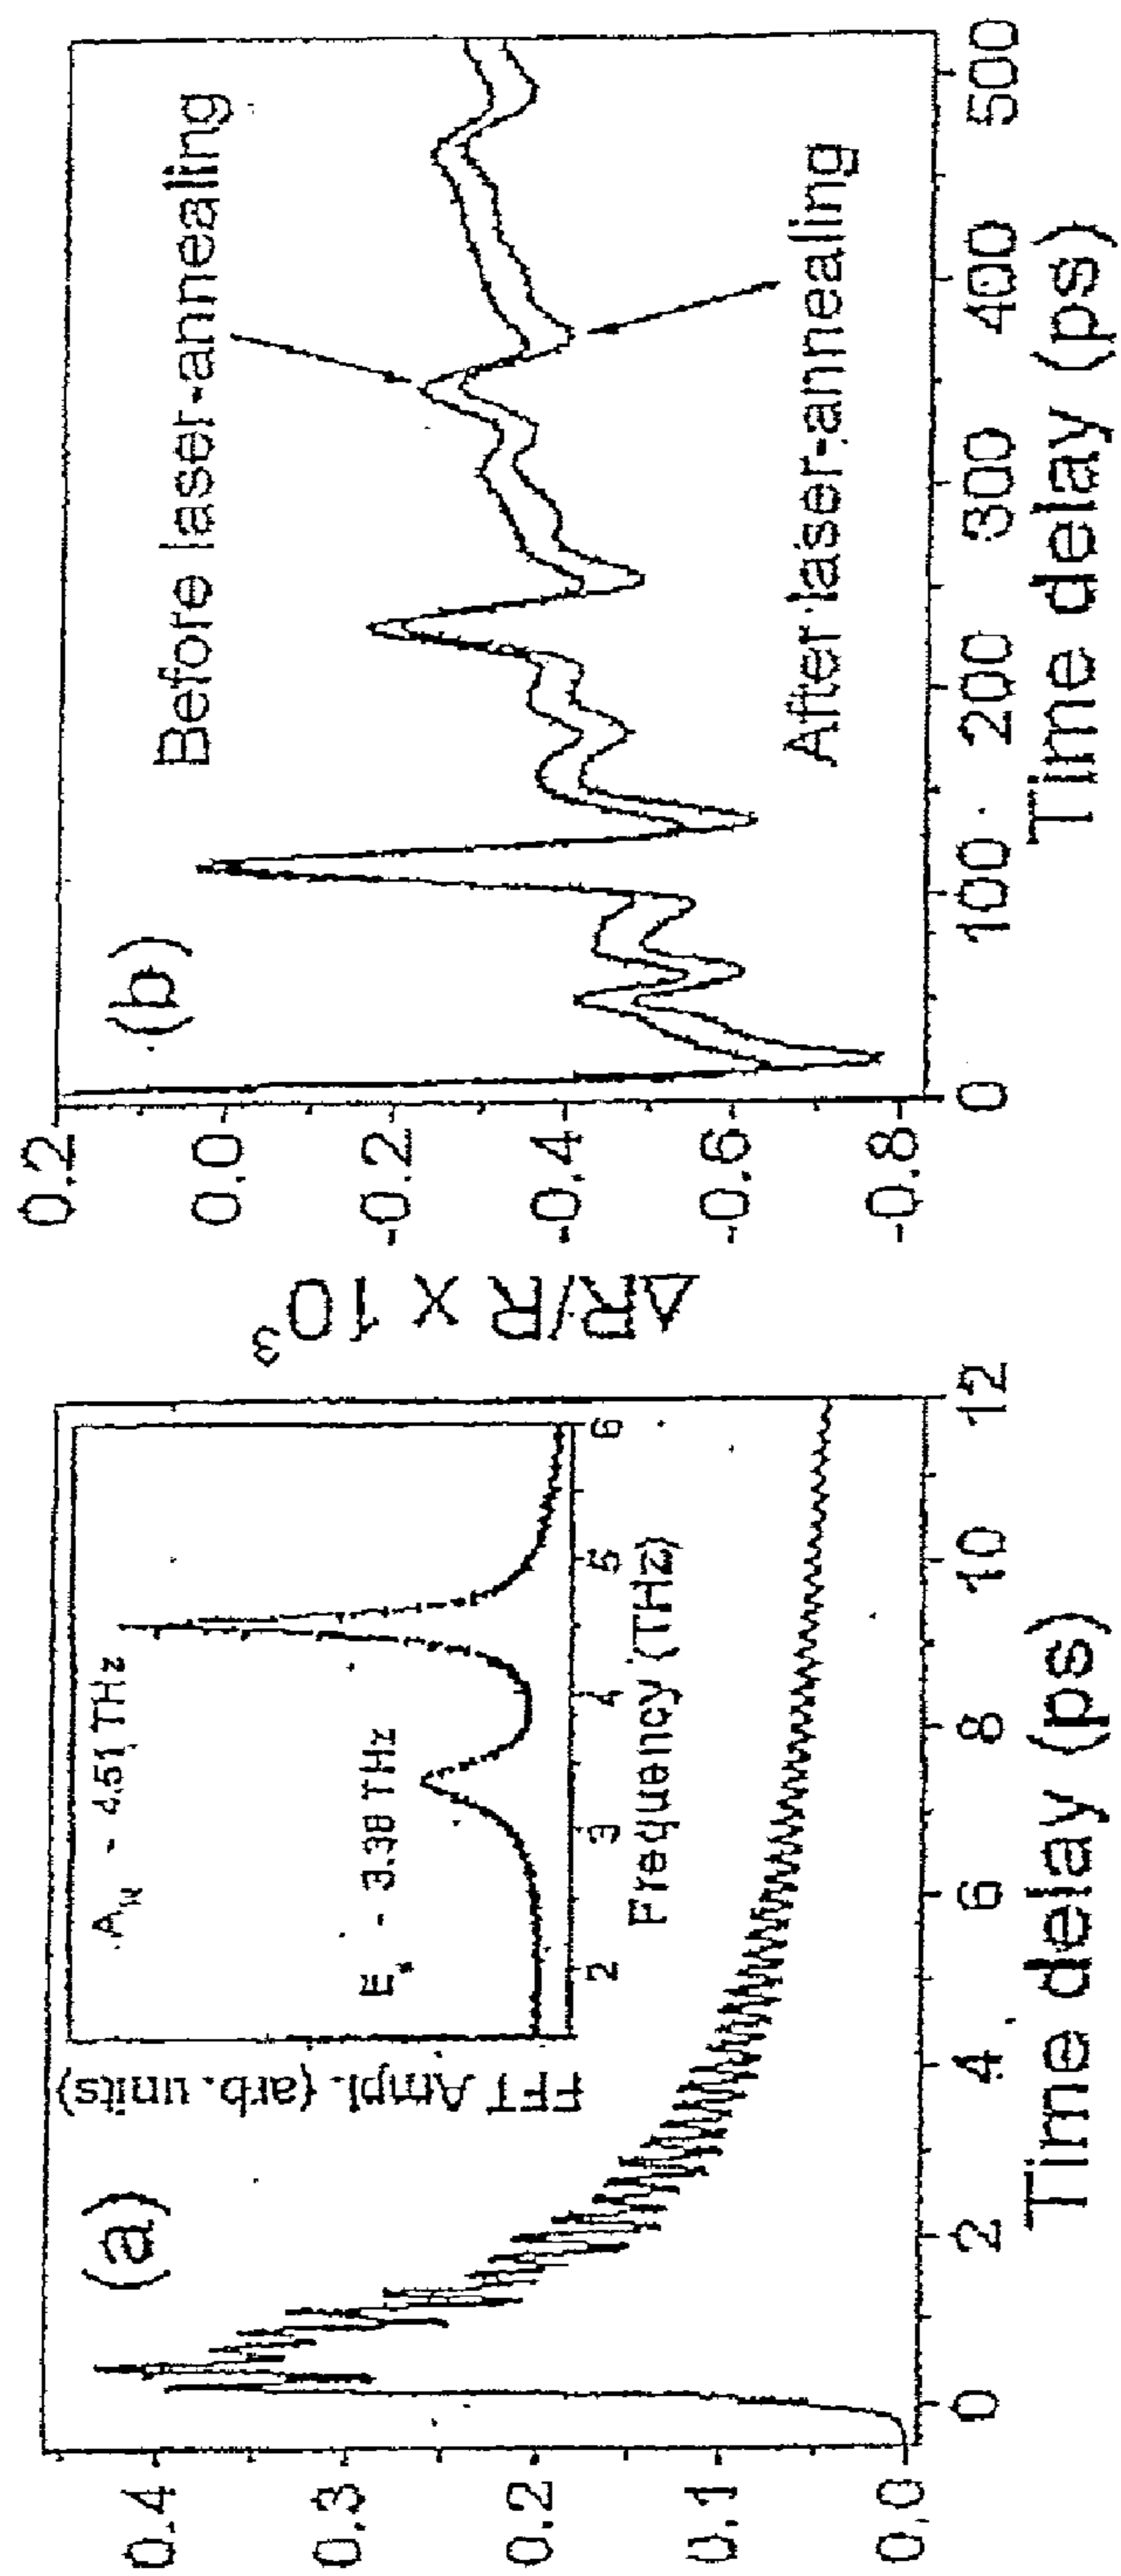 (a)
0.4
0.3
0.2
0.1
0.0
0
2
4
6
8
10
12
Time delay (ps)
FFT Ampl. (arb. units)
- 4.51 THz
- 3.38 THz
2
3
4
5
6
Frequency (THz)
(b)
ΔR/R x 10³
0.2
0.0
-0.2
-0.4
-0.6
-0.8
Before laser-annealing
After laser-annealing
0
100
200
300
400
500
Time delay (ps)